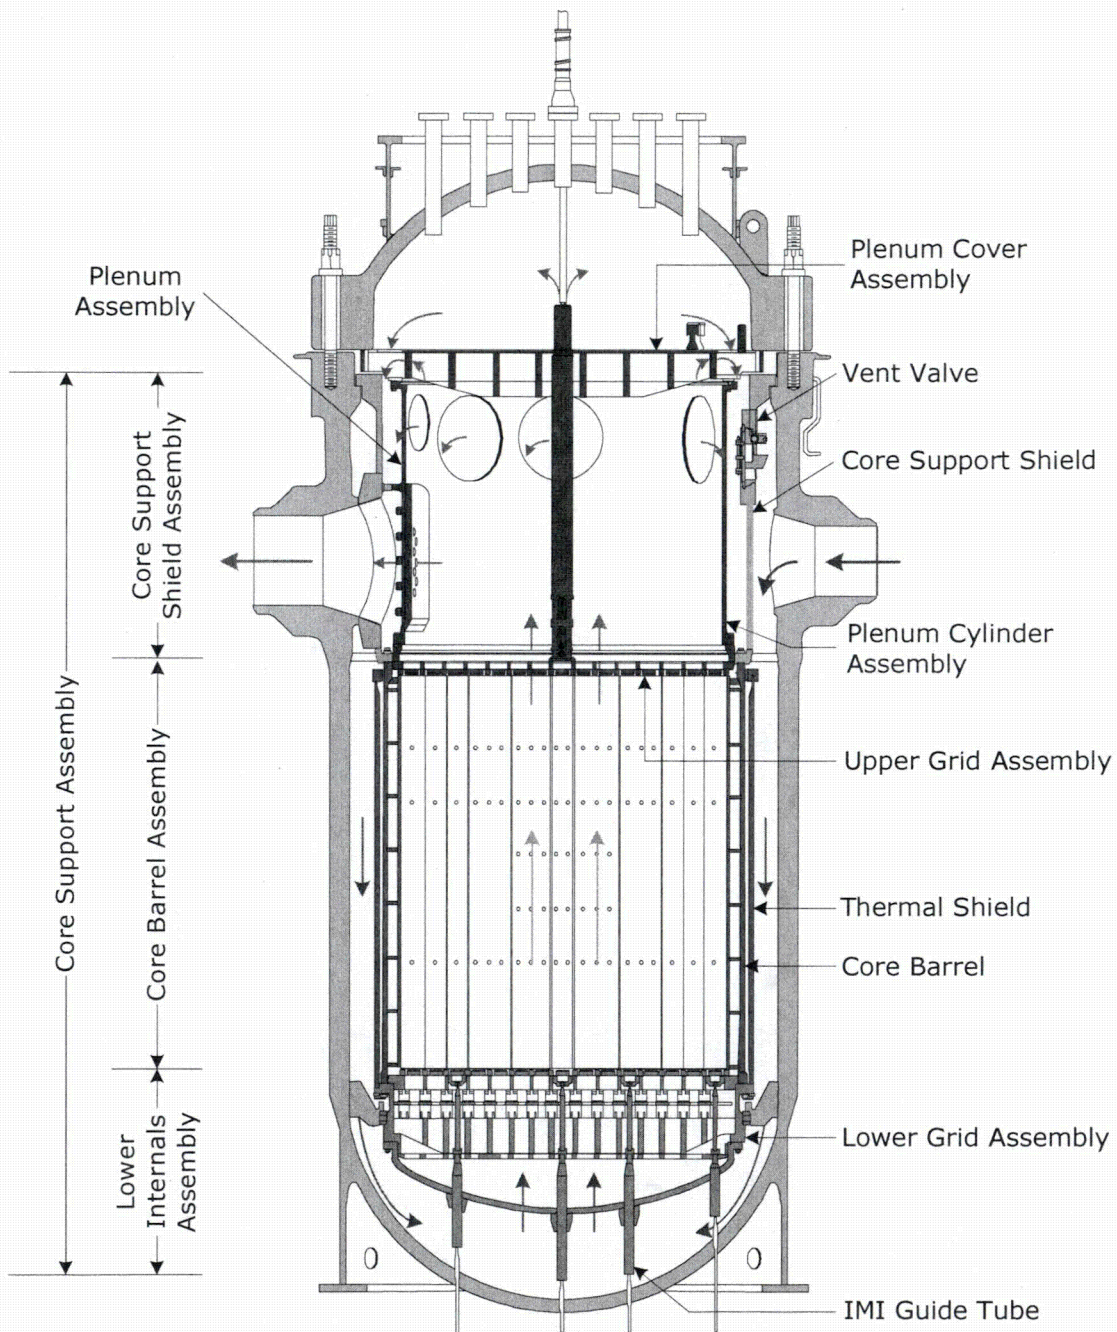 Plenum
Assembly
Plenum Cover
Assembly
Vent Valve
Core Support Shield
Core Support
Shield Assembly
Plenum Cylinder
Assembly
Core Support Assembly
Core Barrel Assembly
Upper Grid Assembly
Thermal Shield
Core Barrel
Lower
Internals
Assembly
Lower Grid Assembly
IMI Guide Tube